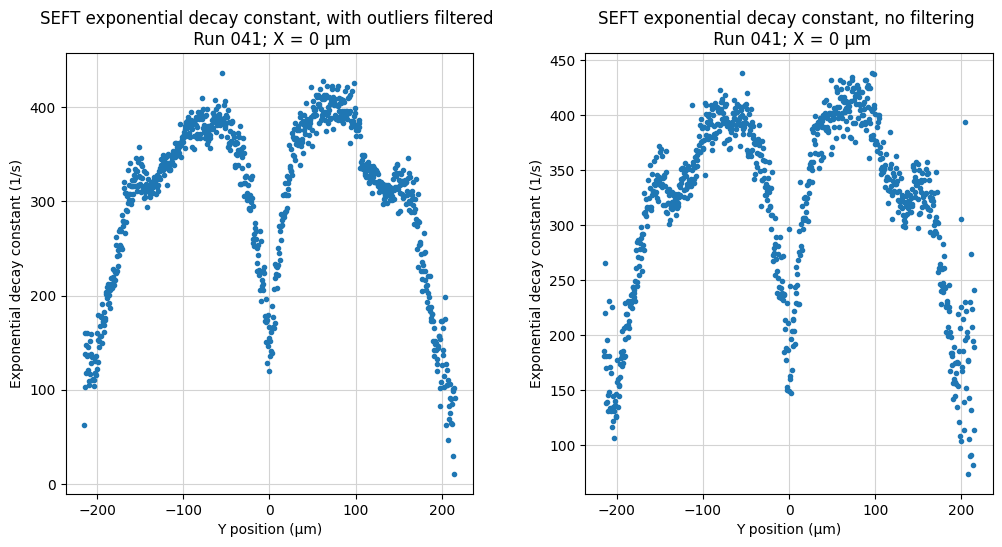 SEFT exponential decay constant, with outliers filtered
Run 041; X = 0 µm
Exponential decay constant (1/s)
400
300
200
100
0
−200
−100
0
100
200
Y position (µm)
SEFT exponential decay constant, no filtering
Run 041; X = 0 µm
Exponential decay constant (1/s)
450
400
350
300
250
200
150
100
−200
−100
0
100
200
Y position (µm)